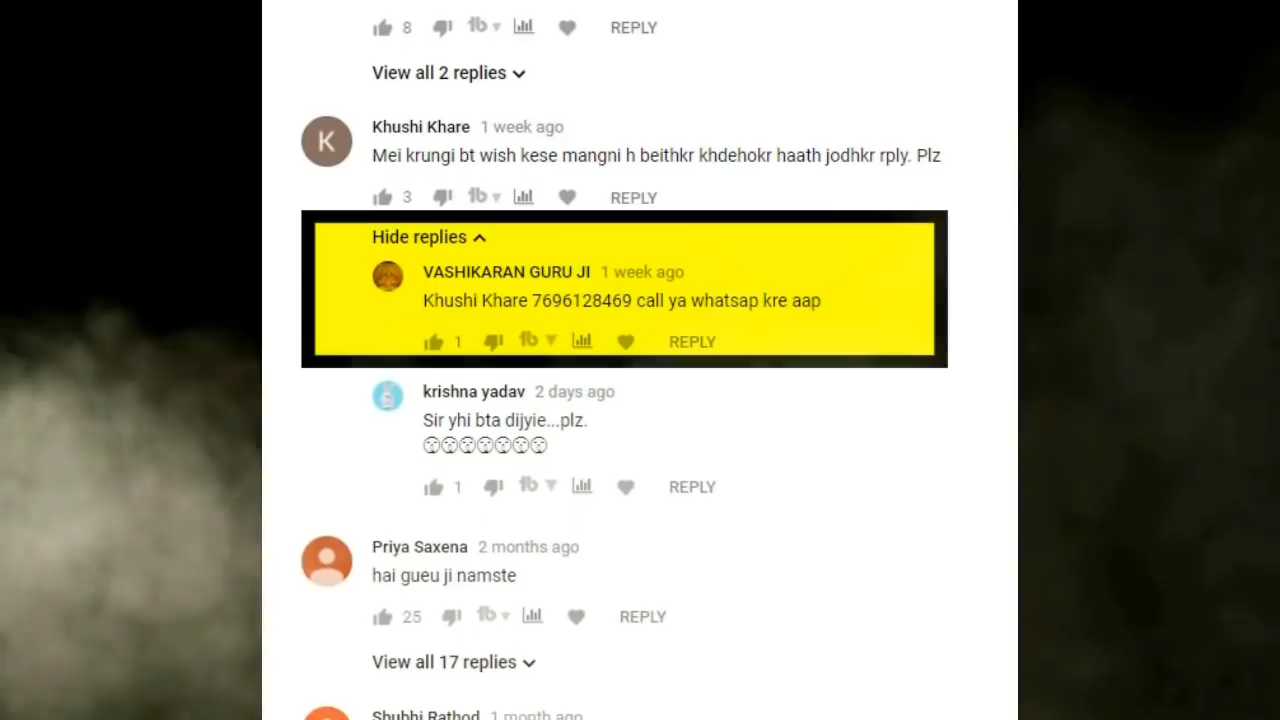 8 REPLY
View all 2 replies
K
Khushi Khare 1 week ago
Mei krungi bt wish kese mangni h beithkr khdehokr haath jodhkr rply. Plz
3 REPLY
Hide replies
VASHIKARAN GURU JI 1 week ago
Khushi Khare 7696128469 call ya whatsap kre aap
1 REPLY
krishna yadav 2 days ago
Sir yhi bta dijyie...plz.
1 REPLY
Priya Saxena 2 months ago
hai gueu ji namste
25 REPLY
View all 17 replies
Shubhi Rathod 1 month ago